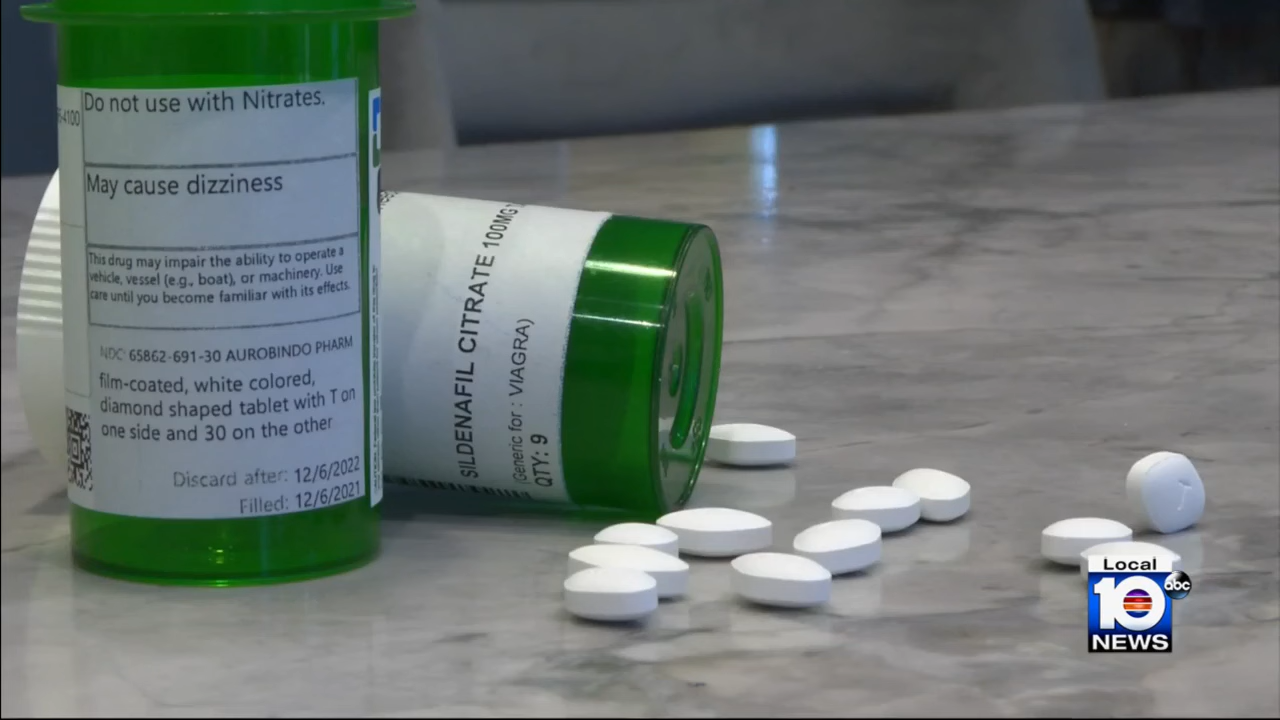 Do not use with Nitrates.
May cause dizziness
This drug may impair the ability to operate a
vehicle, vessel (e.g., boat), or machinery. Use
care until you become familiar with its effects.
NDC: 65862-691-30 AUROBINDO PHARM
film-coated, white colored,
diamond shaped tablet with T on
one side and 30 on the other
Discard after: 12/6/2022
Filled: 12/6/2021
SILDENAFIL CITRATE 100MG
(Generic for : VIAGRA)
QTY: 9
T
Local
10
abc
NEWS